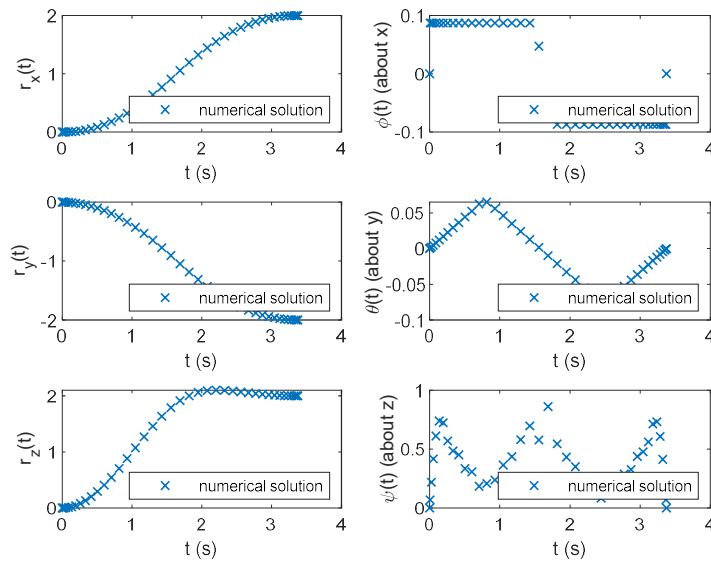 r_x(t)
2
1
0
0 1 2 3 4
t (s)
numerical solution
ϕ(t) (about x)
0.1
0
-0.1
0 1 2 3 4
t (s)
numerical solution
r_y(t)
0
-1
-2
0 1 2 3 4
t (s)
numerical solution
θ(t) (about y)
0.05
0
-0.05
-0.1
0 1 2 3 4
t (s)
numerical solution
r_z(t)
2
1
0
0 1 2 3 4
t (s)
numerical solution
ψ(t) (about z)
1
0.5
0
0 1 2 3 4
t (s)
numerical solution